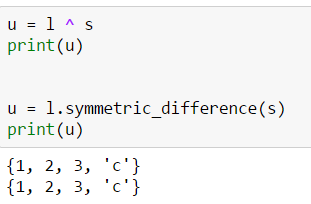 u = l ^ s
print(u)
u = l.symmetric_difference(s)
print(u)
{1, 2, 3, 'c'}
{1, 2, 3, 'c'}